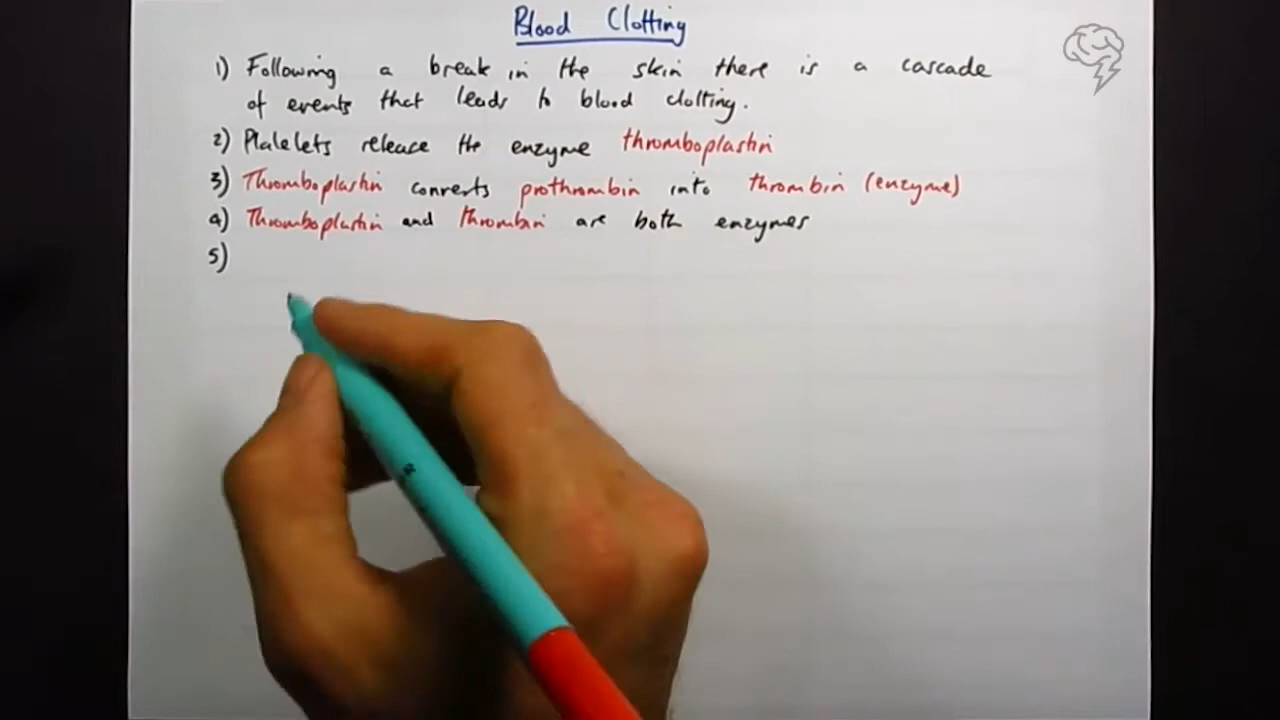 Blood Clotting
1) Following a break in the skin there is a cascade
of events that leads to blood clotting.
2) Platelets release the enzyme thromboplastin
3) Thromboplastin converts prothrombin into thrombin (enzyme)
4) Thromboplastin and thrombin are both enzymes
5)